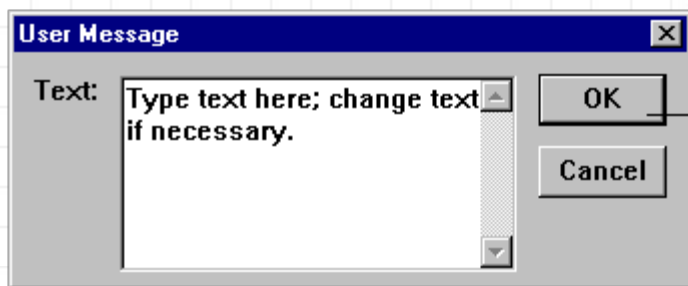 User Message
Text:
Type text here; change text
if necessary.
OK
Cancel